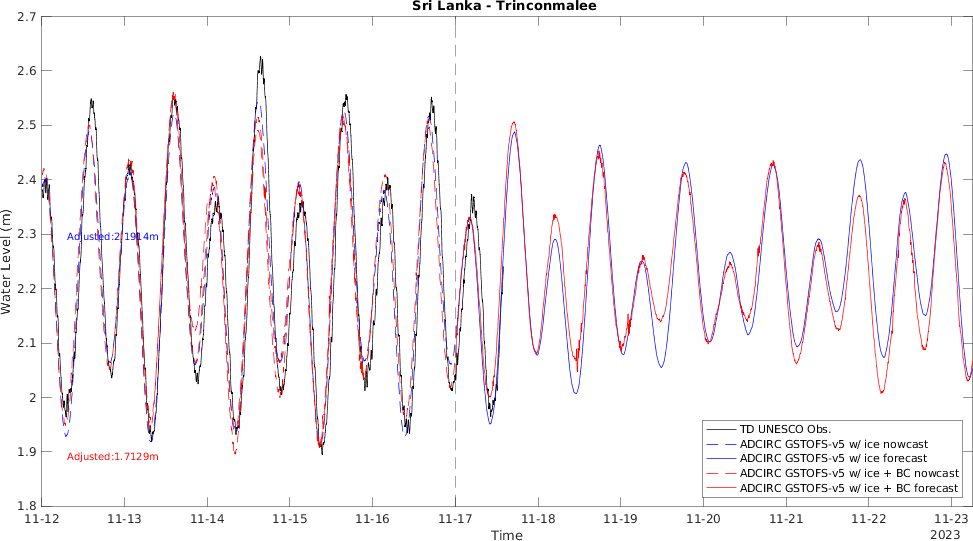 Sri Lanka - Trinconmalee
2.7
2.6
2.5
2.4
2.3
2.2
2.1
2
1.9
1.8
Water Level (m)
Adjusted:2.1914m
Adjusted:1.7129m
TD UNESCO Obs.
ADCIRC GSTOFS-v5 w/ ice nowcast
ADCIRC GSTOFS-v5 w/ ice forecast
ADCIRC GSTOFS-v5 w/ ice + BC nowcast
ADCIRC GSTOFS-v5 w/ ice + BC forecast
11-12 11-13 11-14 11-15 11-16 11-17 11-18 11-19 11-20 11-21 11-22 11-23
Time
2023